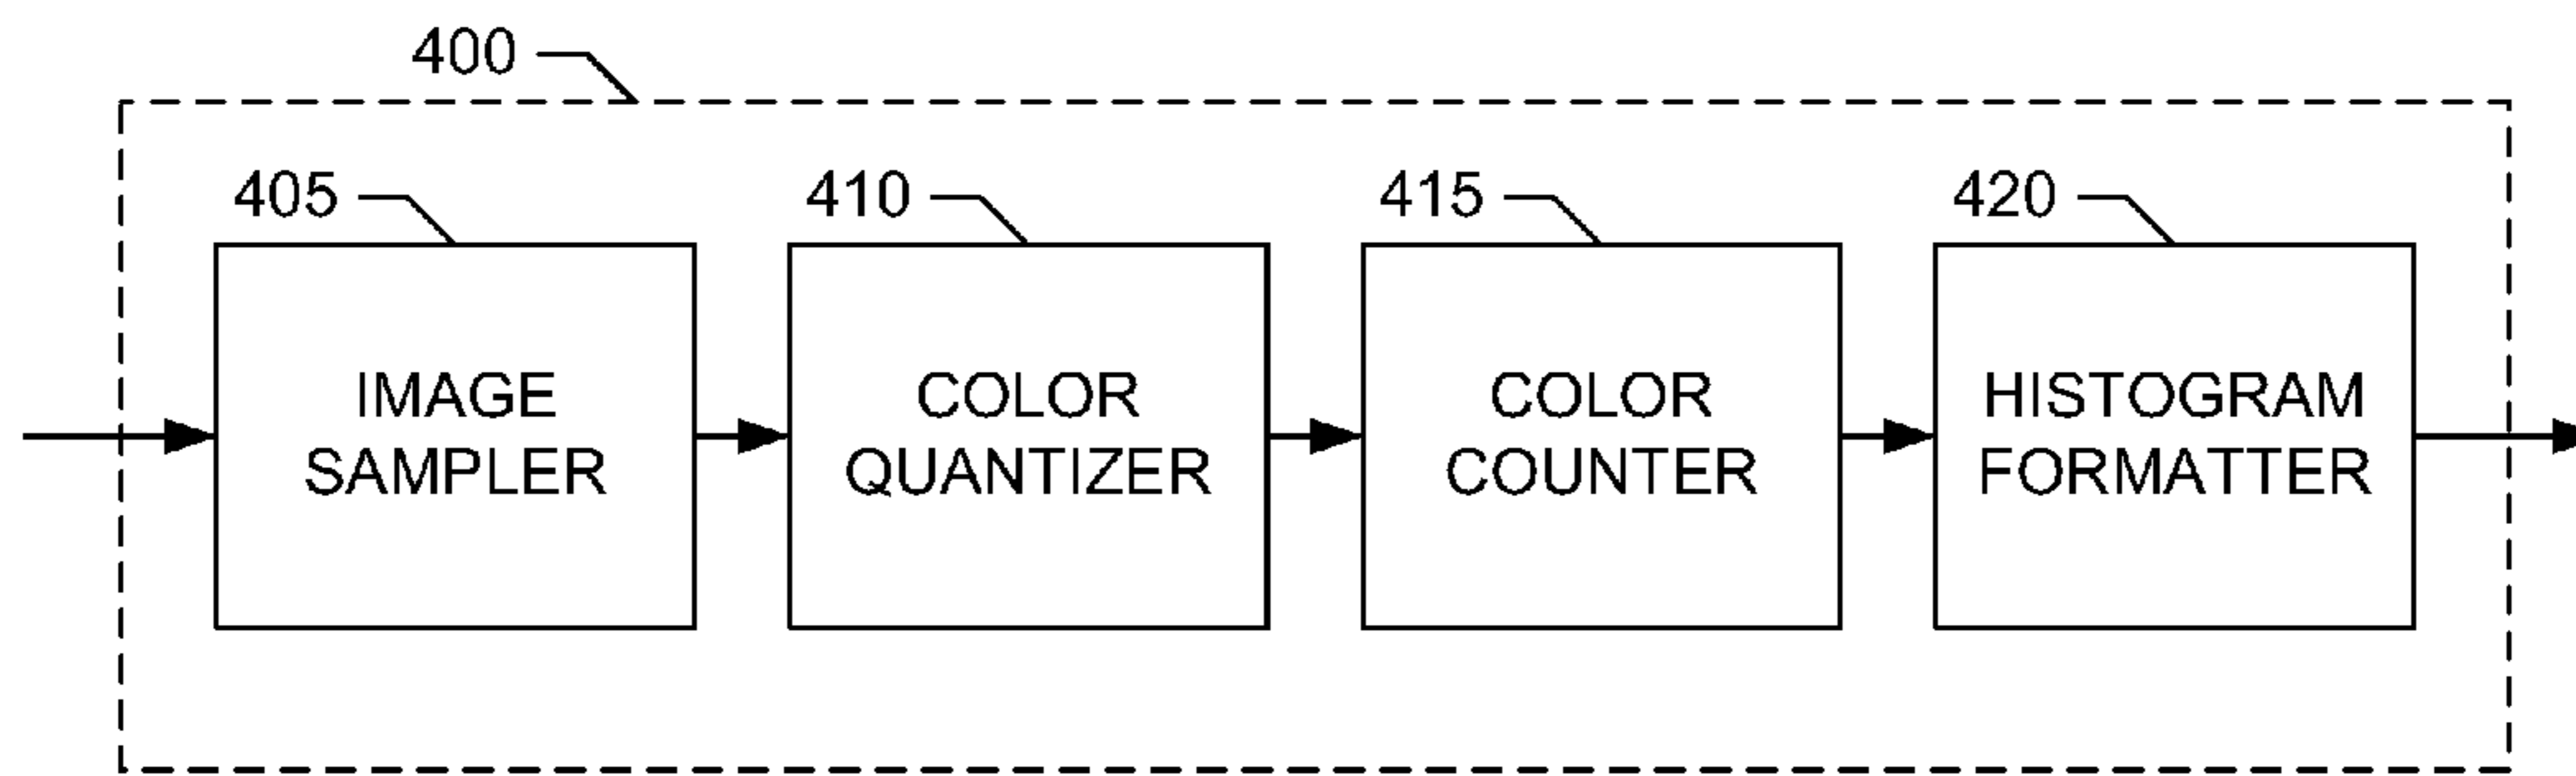 400
405
410
415
420
IMAGE
SAMPLER
COLOR
QUANTIZER
COLOR
COUNTER
HISTOGRAM
FORMATTER